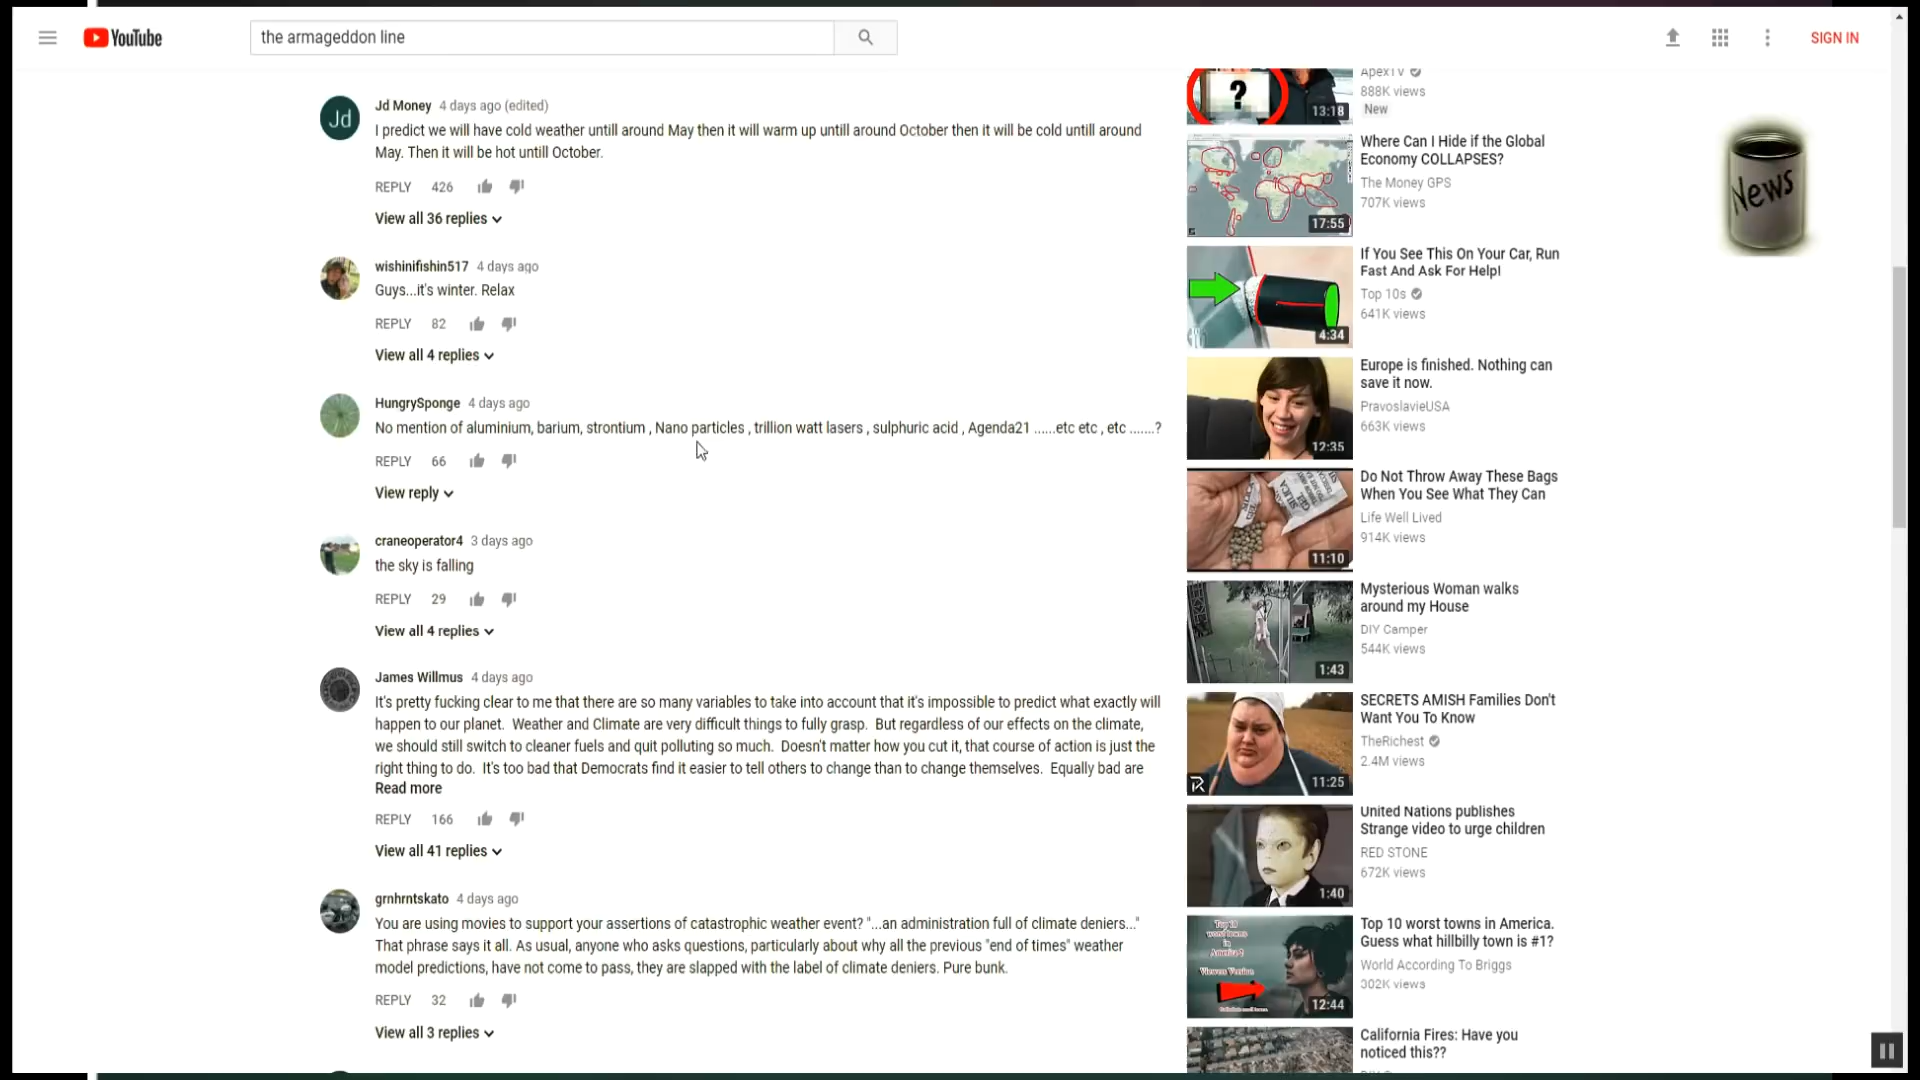 YouTube
the armageddon line
SIGN IN
Jd
Jd Money 4 days ago (edited)
I predict we will have cold weather untill around May then it will warm up untill around October then it will be cold untill around
May. Then it will be hot untill October.
REPLY 426
View all 36 replies
wishinifishin517 4 days ago
Guys...it's winter. Relax
REPLY 82
View all 4 replies
HungrySponge 4 days ago
No mention of aluminium, barium, strontium , Nano particles , trillion watt lasers , sulphuric acid , Agenda21 ......etc etc , etc .......?
REPLY 66
View reply
craneoperator4 3 days ago
the sky is falling
REPLY 29
View all 4 replies
James Willmus 4 days ago
It's pretty fucking clear to me that there are so many variables to take into account that it's impossible to predict what exactly will
happen to our planet. Weather and Climate are very difficult things to fully grasp. But regardless of our effects on the climate,
we should still switch to cleaner fuels and quit polluting so much. Doesn't matter how you cut it, that course of action is just the
right thing to do. It's too bad that Democrats find it easier to tell others to change than to change themselves. Equally bad are
Read more
REPLY 166
View all 41 replies
grnhrntskato 4 days ago
You are using movies to support your assertions of catastrophic weather event? "...an administration full of climate deniers..."
That phrase says it all. As usual, anyone who asks questions, particularly about why all the previous "end of times" weather
model predictions, have not come to pass, they are slapped with the label of climate deniers. Pure bunk.
REPLY 32
View all 3 replies
?
13:18
ApexTV
888K views
New
17:55
Where Can I Hide if the Global
Economy COLLAPSES?
The Money GPS
707K views
4:34
If You See This On Your Car, Run
Fast And Ask For Help!
Top 10s
641K views
12:35
Europe is finished. Nothing can
save it now.
PravoslavieUSA
663K views
SILICA
GEL
11:10
Do Not Throw Away These Bags
When You See What They Can
Life Well Lived
914K views
1:43
Mysterious Woman walks
around my House
DIY Camper
544K views
R
11:25
SECRETS AMISH Families Don't
Want You To Know
TheRichest
2.4M views
1:40
United Nations publishes
Strange video to urge children
RED STONE
672K views
Top 10
worst towns
in
America 2
Viewers Version
12:44
Top 10 worst towns in America.
Guess what hillbilly town is #1?
World According To Briggs
302K views
California Fires: Have you
noticed this??
News